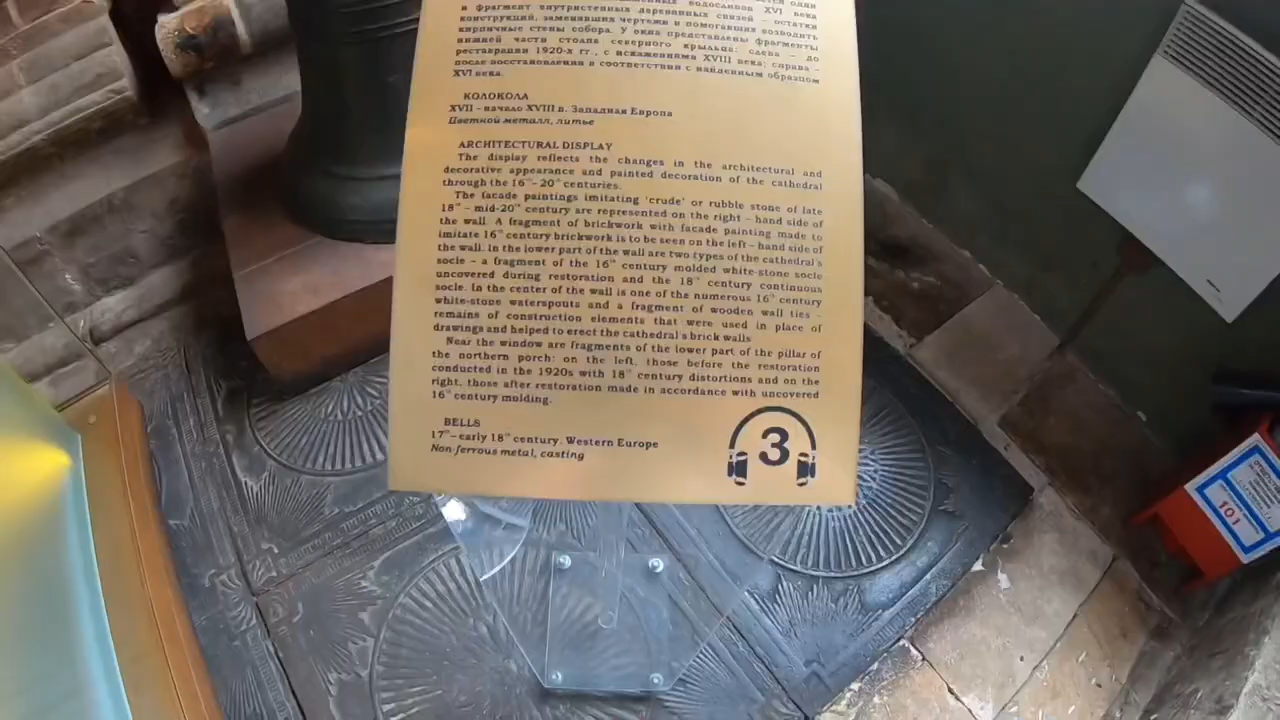 водосливов XVI века
и фрагмент внутристенных деревянных связей – остатки
конструкций, заменявших чертежи и помогавших возводить
кирпичные стены собора. У окна представлены фрагменты
нижней части столпа северного крыльца: слева – до
реставрации 1920-х гг., с искажениями XVIII века; справа –
после восстановления в соответствии с найденным образцом
XVI века.
КОЛОКОЛА
XVII – начало XVIII в. Западная Европа
Цветной металл, литье
ARCHITECTURAL DISPLAY
The display reflects the changes in the architectural and
decorative appearance and painted decoration of the cathedral
through the 16th – 20th centuries.
The facade paintings imitating 'crude' or rubble stone of late
18th – mid-20th century are represented on the right – hand side of
the wall. A fragment of brickwork with facade painting made to
imitate 16th century brickwork is to be seen on the left – hand side of
the wall. In the lower part of the wall are two types of the cathedral's
socle – a fragment of the 16th century molded white-stone socle
uncovered during restoration and the 18th century continuous
socle. In the center of the wall is one of the numerous 16th century
white-stone waterspouts and a fragment of wooden wall ties –
remains of construction elements that were used in place of
drawings and helped to erect the cathedral's brick walls
Near the window are fragments of the lower part of the pillar of
the northern porch: on the left, those before the restoration
conducted in the 1920s with 18th century distortions and on the
right, those after restoration made in accordance with uncovered
16th century molding.
BELLS
17th – early 18th century. Western Europe
Non-ferrous metal, casting
3
101